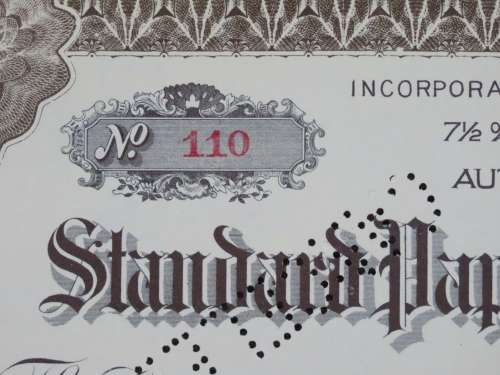 INCORPORA
No. 110
7½ %
AUT
Standard Pap